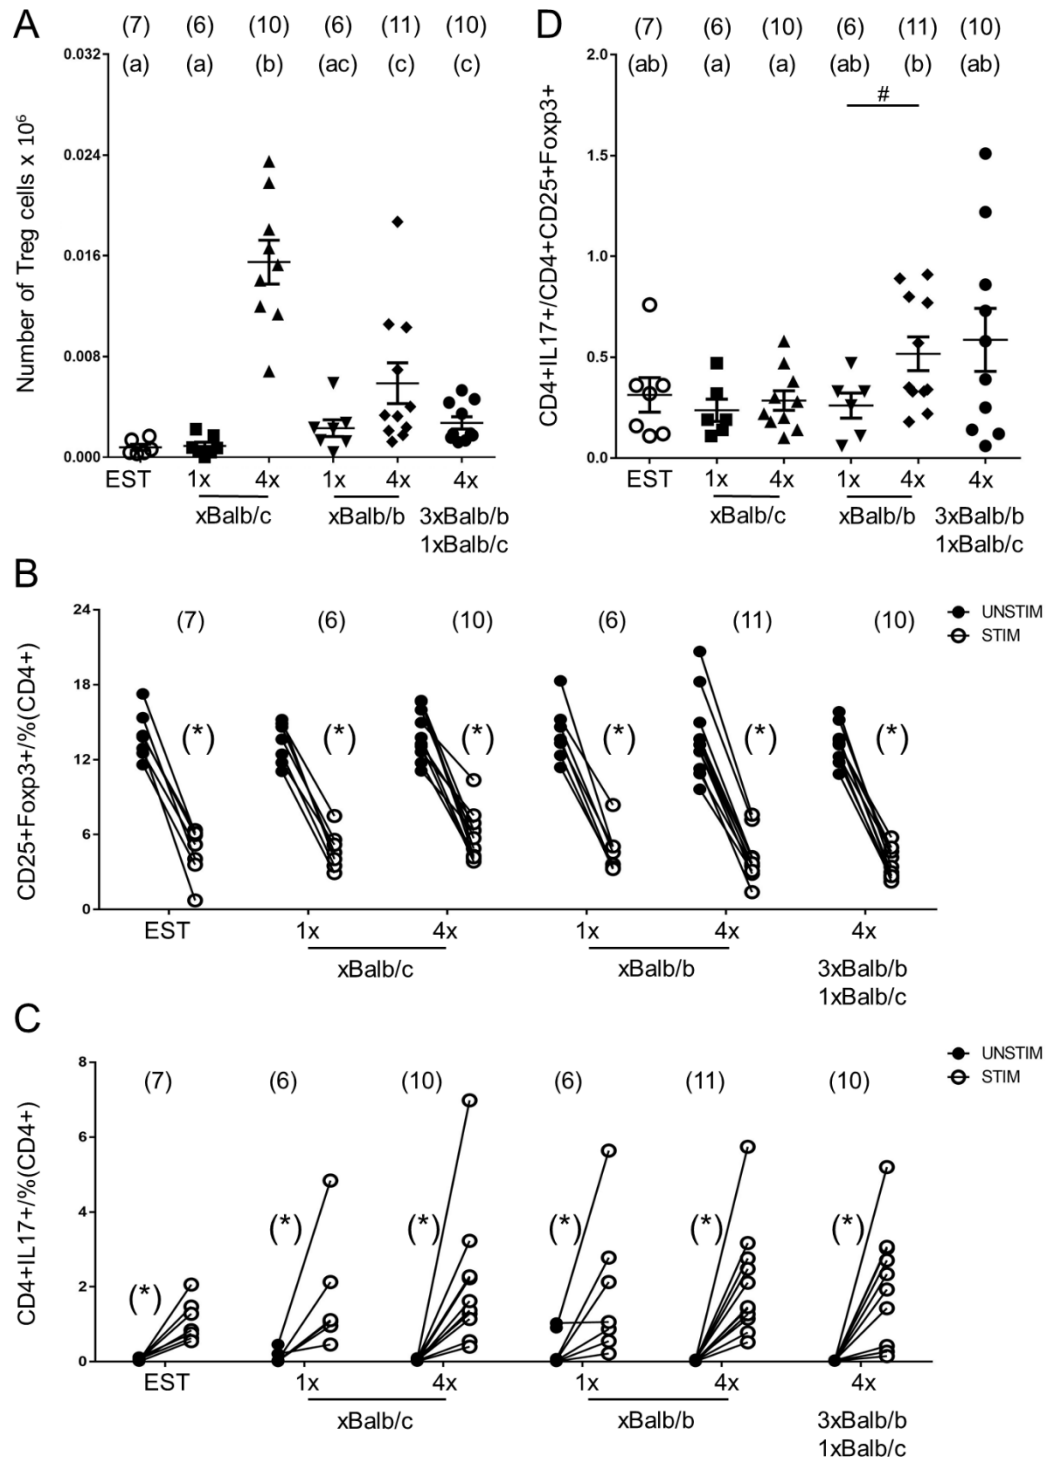 A
(7) (6) (10) (6) (11) (10)
(a) (a) (b) (ac) (c) (c)
Number of Treg cells x 10⁶
0.032
0.024
0.016
0.008
0.000
EST 1x 4x 1x 4x 4x
xBalb/c xBalb/b 3xBalb/b
1xBalb/c
D
(7) (6) (10) (6) (11) (10)
(ab) (a) (a) (ab) (b) (ab)
#
CD4+IL17+/CD4+CD25+Foxp3+
2.0
1.5
1.0
0.5
0.0
EST 1x 4x 1x 4x 4x
xBalb/c xBalb/b 3xBalb/b
1xBalb/c
B
(7) (6) (10) (6) (11) (10)
UNSTIM
STIM
(*) (*) (*) (*) (*) (*)
CD25+Foxp3+/%(CD4+)
24
18
12
6
0
EST 1x 4x 1x 4x 4x
xBalb/c xBalb/b 3xBalb/b
1xBalb/c
C
(7) (6) (10) (6) (11) (10)
UNSTIM
STIM
(*) (*) (*) (*) (*) (*)
CD4+IL17+/%(CD4+)
8
6
4
2
0
EST 1x 4x 1x 4x 4x
xBalb/c xBalb/b 3xBalb/b
1xBalb/c